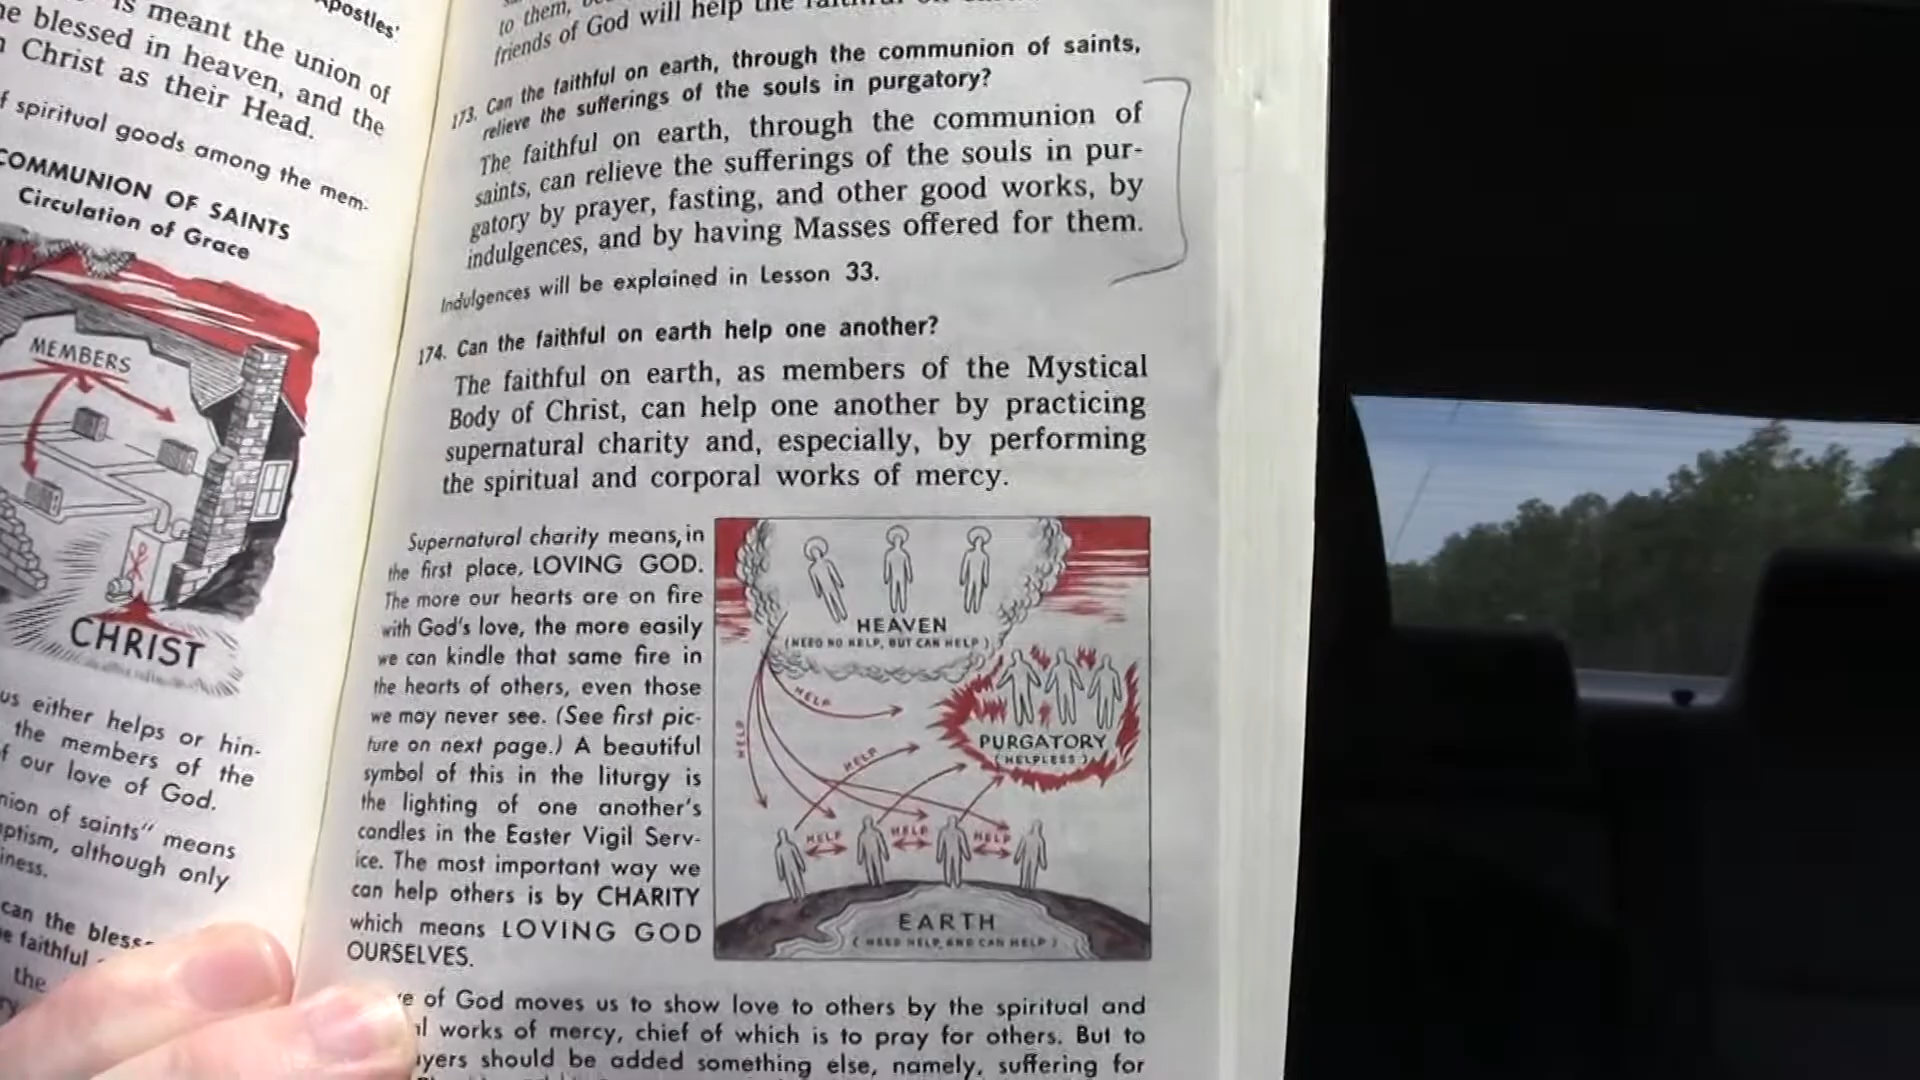 Apostles'
is meant the union of
blessed in heaven, and the
Christ as their Head.
spiritual goods among the mem-
COMMUNION OF SAINTS
Circulation of Grace
MEMBERS
CHRIST
us either helps or hin-
the members of the
our love of God.
of saints" means
although only
can the
faithful
the
to them,
friends of God will help the
173. Can the faithful on earth, through the communion of saints,
relieve the sufferings of the souls in purgatory?
The faithful on earth, through the communion of
saints, can relieve the sufferings of the souls in pur-
gatory by prayer, fasting, and other good works, by
indulgences, and by having Masses offered for them.
Indulgences will be explained in Lesson 33.
174. Can the faithful on earth help one another?
The faithful on earth, as members of the Mystical
Body of Christ, can help one another by practicing
supernatural charity and, especially, by performing
the spiritual and corporal works of mercy.
Supernatural charity means, in
the first place, LOVING GOD.
The more our hearts are on fire
with God's love, the more easily
we can kindle that same fire in
the hearts of others, even those
we may never see. (See first pic-
ture on next page.) A beautiful
symbol of this in the liturgy is
the lighting of one another's
candles in the Easter Vigil Serv-
ice. The most important way we
can help others is by CHARITY
which means LOVING GOD
OURSELVES.
HEAVEN
(NEED NO HELP, BUT CAN HELP)
HELP
HELP
HELP
PURGATORY
(HELPLESS)
HELP
HELP
HELP
EARTH
(NEED HELP, AND CAN HELP)
of God moves us to show love to others by the spiritual and
works of mercy, chief of which is to pray for others. But to
should be added something else, namely, suffering for